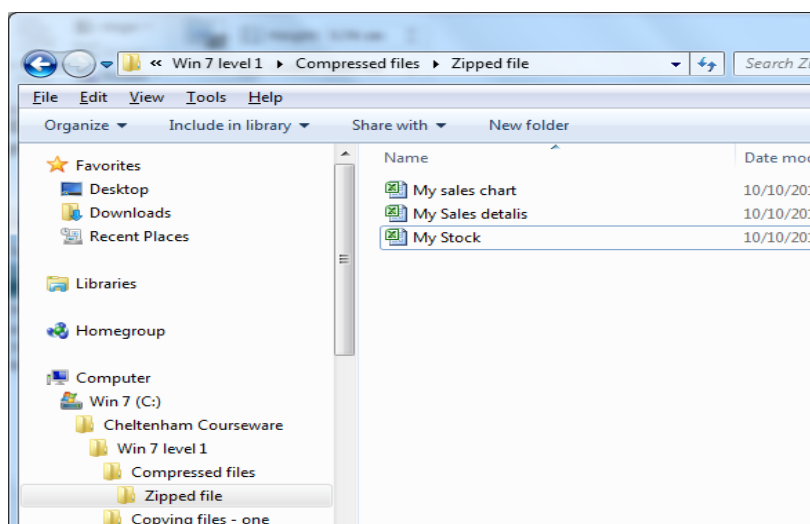 « Win 7 level 1 ▸ Compressed files ▸ Zipped file Search
File Edit View Tools Help
Organize Include in library Share with New folder
Favorites
Desktop
Downloads
Recent Places
Libraries
Homegroup
Computer
Win 7 (C:)
Cheltenham Courseware
Win 7 level 1
Compressed files
Zipped file
Copying files - one
Name Date
My sales chart 10/10/20
My Sales detalis 10/10/20
My Stock 10/10/20